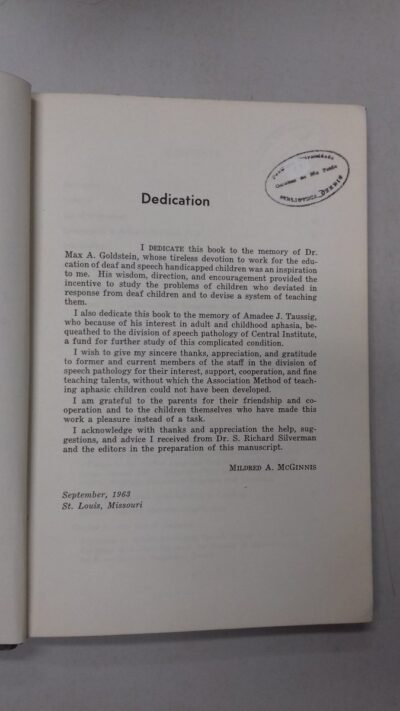 Católica
de São Paulo
BIBLIOTECA DERDIC
Dedication
I DEDICATE this book to the memory of Dr.
Max A. Goldstein, whose tireless devotion to work for the edu-
cation of deaf and speech handicapped children was an inspiration
to me. His wisdom, direction, and encouragement provided the
incentive to study the problems of children who deviated in
response from deaf children and to devise a system of teaching
them.
I also dedicate this book to the memory of Amadee J. Taussig,
who because of his interest in adult and childhood aphasia, be-
queathed to the division of speech pathology of Central Institute,
a fund for further study of this complicated condition.
I wish to give my sincere thanks, appreciation, and gratitude
to former and current members of the staff in the division of
speech pathology for their interest, support, cooperation, and fine
teaching talents, without which the Association Method of teach-
ing aphasic children could not have been developed.
I am grateful to the parents for their friendship and co-
operation and to the children themselves who have made this
work a pleasure instead of a task.
I acknowledge with thanks and appreciation the help, sug-
gestions, and advice I received from Dr. S. Richard Silverman
and the editors in the preparation of this manuscript.
MILDRED A. MCGINNIS
September, 1963
St. Louis, Missouri